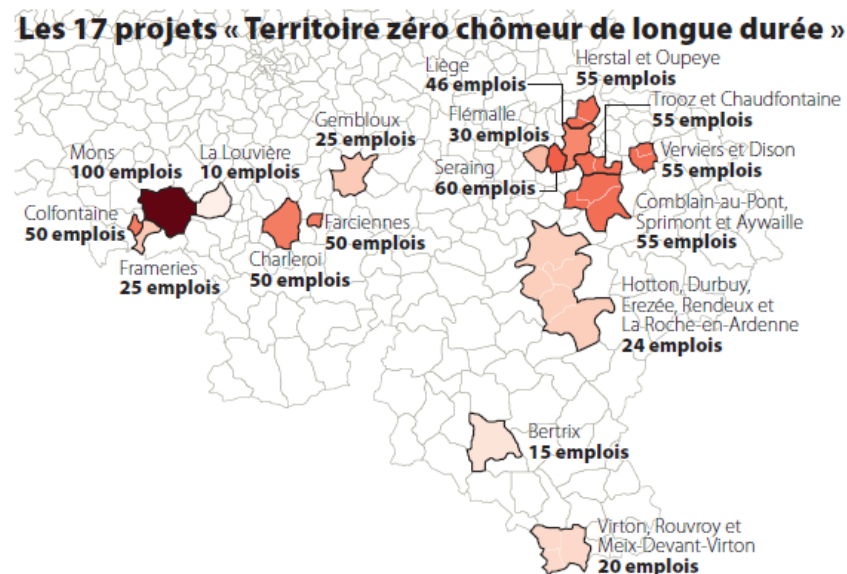 Les 17 projets « Territoire zéro chômeur de longue durée »
Liège
46 emplois
Herstal et Oupeye
55 emplois
Trooz et Chaudfontaine
55 emplois
Gembloux
25 emplois
Flémalle
30 emplois
Verviers et Dison
55 emplois
Mons
100 emplois
La Louvière
10 emplois
Seraing
60 emplois
Comblain-au-Pont,
Sprimont et Aywaille
55 emplois
Colfontaine
50 emplois
Farciennes
50 emplois
Frameries
25 emplois
Charleroi
50 emplois
Hotton, Durbuy,
Erezée, Rendeux et
La Roche-en-Ardenne
24 emplois
Bertrix
15 emplois
Virton, Rouvroy et
Meix-Devant-Virton
20 emplois